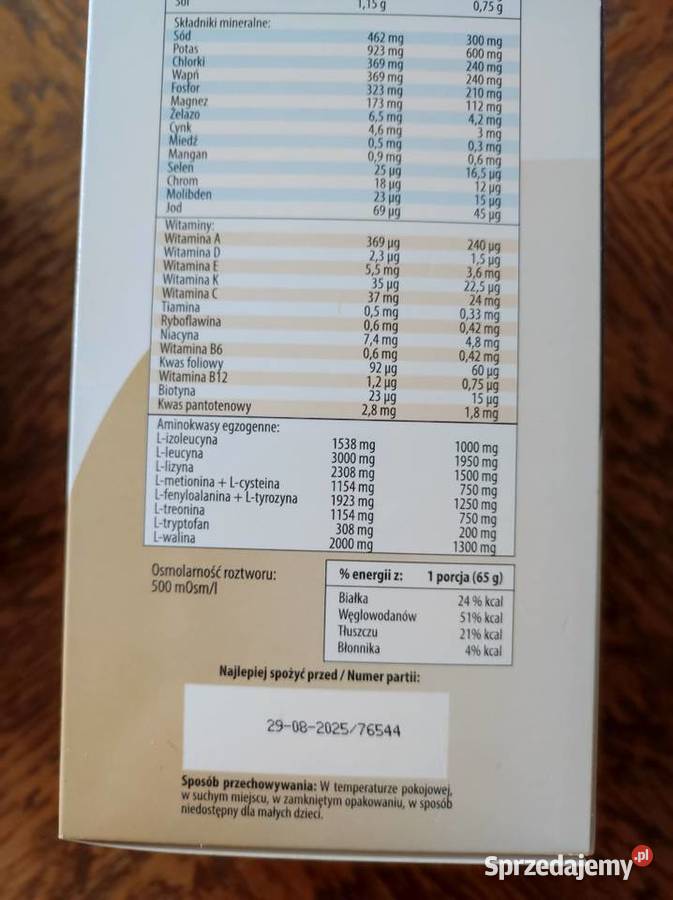 Sól 1,15 g 0,75 g
Składniki mineralne:
Sód 462 mg 300 mg
Potas 923 mg 600 mg
Chlorki 369 mg 240 mg
Wapń 369 mg 240 mg
Fosfor 323 mg 210 mg
Magnez 173 mg 112 mg
Żelazo 6,5 mg 4,2 mg
Cynk 4,6 mg 3 mg
Miedź 0,5 mg 0,3 mg
Mangan 0,9 mg 0,6 mg
Selen 25 µg 16,5 µg
Chrom 18 µg 12 µg
Molibden 23 µg 15 µg
Jod 69 µg 45 µg
Witaminy:
Witamina A 369 µg 240 µg
Witamina D 2,3 µg 1,5 µg
Witamina E 5,5 mg 3,6 mg
Witamina K 35 µg 22,5 µg
Witamina C 37 mg 24 mg
Tiamina 0,5 mg 0,33 mg
Ryboflawina 0,6 mg 0,42 mg
Niacyna 7,4 mg 4,8 mg
Witamina B6 0,6 mg 0,42 mg
Kwas foliowy 92 µg 60 µg
Witamina B12 1,2 µg 0,75 µg
Biotyna 23 µg 15 µg
Kwas pantotenowy 2,8 mg 1,8 mg
Aminokwasy egzogenne:
L-izoleucyna 1538 mg 1000 mg
L-leucyna 3000 mg 1950 mg
L-lizyna 2308 mg 1500 mg
L-metionina + L-cysteina 1154 mg 750 mg
L-fenyloalanina + L-tyrozyna 1923 mg 1250 mg
L-treonina 1154 mg 750 mg
L-tryptofan 308 mg 200 mg
L-walina 2000 mg 1300 mg
Osmolarność roztworu:
500 mOsm/l
% energii z: 1 porcja (65 g)
Białka 24 % kcal
Węglowodanów 51% kcal
Tłuszczu 21% kcal
Błonnika 4% kcal
Najlepiej spożyć przed / Numer partii:
29-08-2025/76544
Sposób przechowywania: W temperaturze pokojowej,
w suchym miejscu, w zamkniętym opakowaniu, w sposób
niedostępny dla małych dzieci.
Sprzedajemy.pl